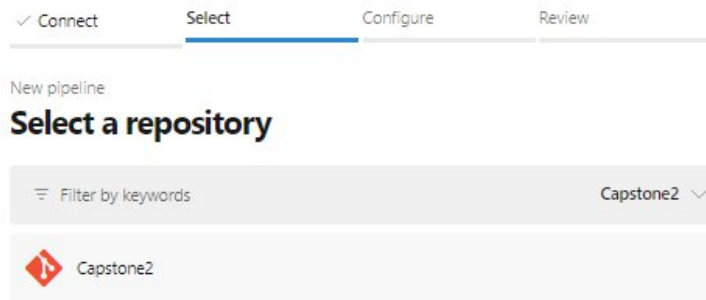 Connect Select Configure Review
New pipeline
Select a repository
Filter by keywords Capstone2
Capstone2